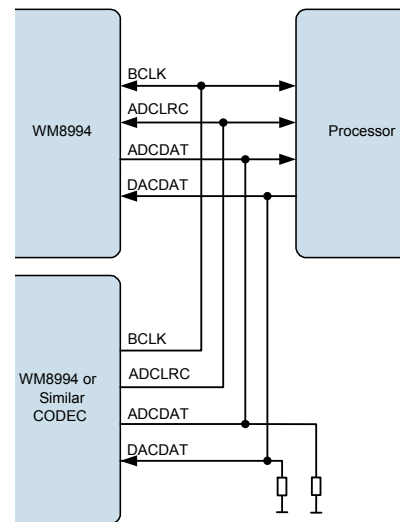 BCLK
ADCLRC
WM8994
Processor
ADCDAT
DACDAT
BCLK
WM8994 or
Similar
CODEC
ADCLRC
ADCDAT
DACDAT